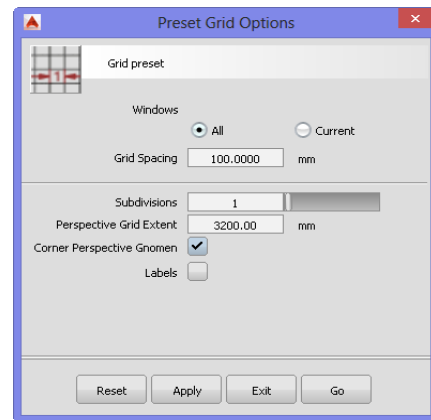 Preset Grid Options
1
Grid preset
Windows
All
Current
Grid Spacing 100.0000 mm
Subdivisions 1
Perspective Grid Extent 3200.00 mm
Corner Perspective Gnomen
Labels
Reset Apply Exit Go